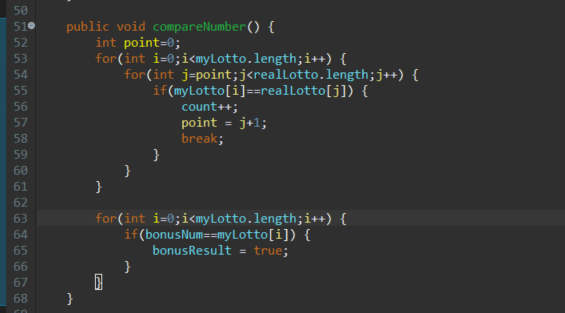 50
51 public void compareNumber() {
52 int point=0;
53 for(int i=0;i<myLotto.length;i++) {
54 for(int j=point;j<realLotto.length;j++) {
55 if(myLotto[i]==realLotto[j]) {
56 count++;
57 point = j+1;
58 break;
59 }
60 }
61 }
62
63 for(int i=0;i<myLotto.length;i++) {
64 if(bonusNum==myLotto[i]) {
65 bonusResult = true;
66 }
67 }
68 }